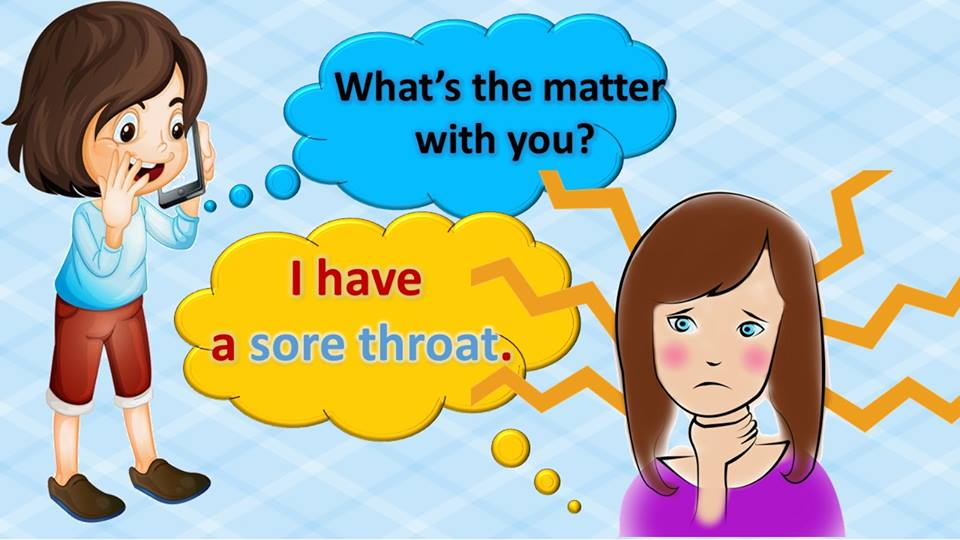 What's the matter
with you?
I have
a sore throat.